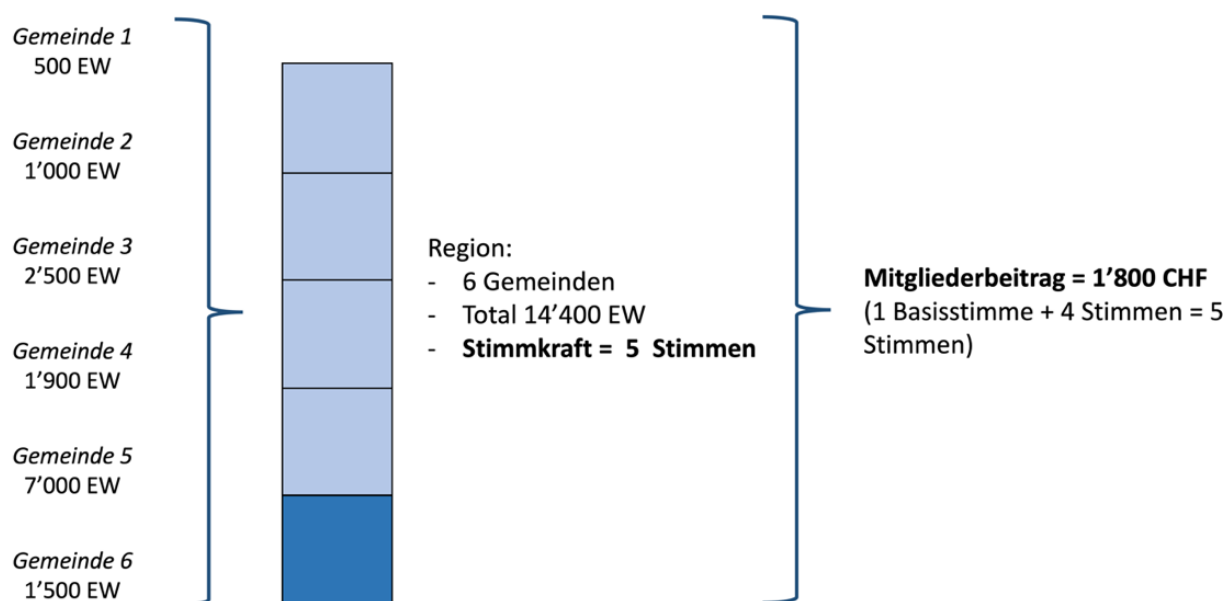 Gemeinde 1
500 EW
Gemeinde 2
1’000 EW
Gemeinde 3
2’500 EW
Gemeinde 4
1’900 EW
Gemeinde 5
7’000 EW
Gemeinde 6
1’500 EW
Region:
- 6 Gemeinden
- Total 14’400 EW
- Stimmkraft = 5 Stimmen
Mitgliederbeitrag = 1’800 CHF
(1 Basisstimme + 4 Stimmen = 5
Stimmen)